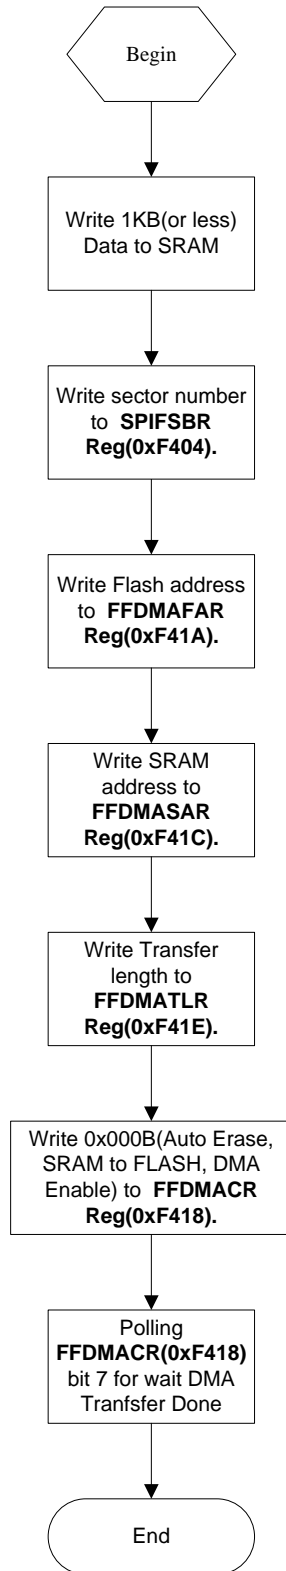 Begin
Write 1KB(or less)
Data to SRAM
Write sector number
to SPIFSBR
Reg(0xF404).
Write Flash address
to FFDMAFAR
Reg(0xF41A).
Write SRAM
address to
FFDMASAR
Reg(0xF41C).
Write Transfer
length to
FFDMATLR
Reg(0xF41E).
Write 0x000B(Auto Erase,
SRAM to FLASH, DMA
Enable) to FFDMACR
Reg(0xF418).
Polling
FFDMACR(0xF418)
bit 7 for wait DMA
Tranfsfer Done
End